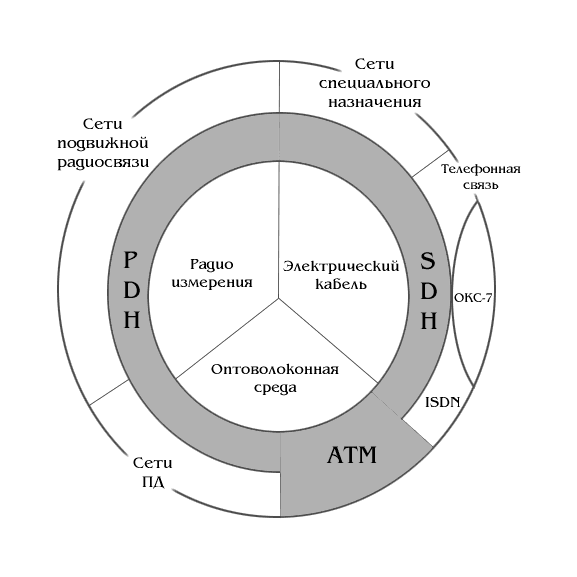 Сети
специального
назначения
Сети
подвижной
радиосвязи
Телефонная
связь
P
D
H
Радио
измерения
Электрический
кабель
S
D
H
ОКС-7
Оптоволоконная
среда
ISDN
ATM
Сети
ПД